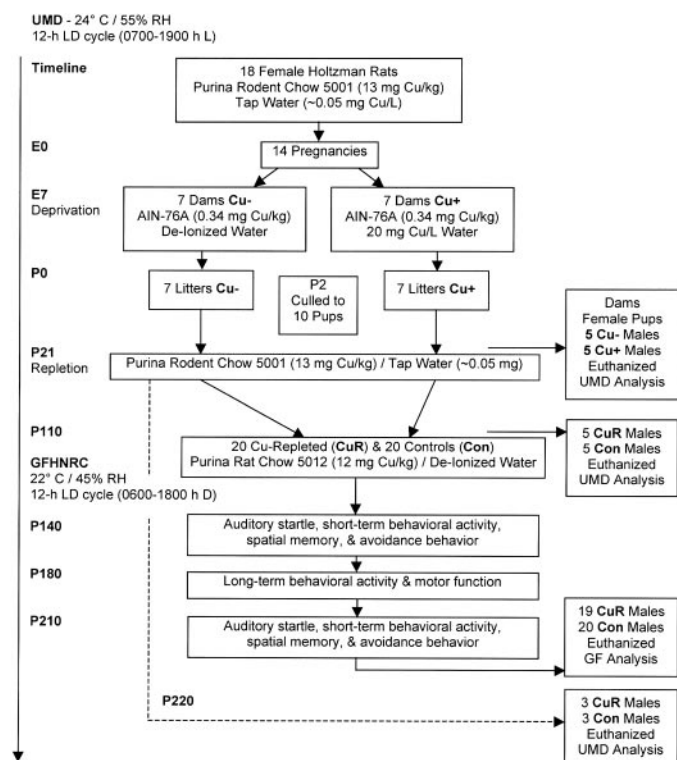 UMD - 24° C / 55% RH
12-h LD cycle (0700-1900 h L)
Timeline
18 Female Holtzman Rats
Purina Rodent Chow 5001 (13 mg Cu/kg)
Tap Water (~0.05 mg Cu/L)
E0
14 Pregnancies
E7
Deprivation
7 Dams Cu-
AIN-76A (0.34 mg Cu/kg)
De-Ionized Water
7 Dams Cu+
AIN-76A (0.34 mg Cu/kg)
20 mg Cu/L Water
P0
7 Litters Cu-
P2
Culled to
10 Pups
7 Litters Cu+
Dams
Female Pups
5 Cu- Males
5 Cu+ Males
Euthanized
UMD Analysis
P21
Repletion
Purina Rodent Chow 5001 (13 mg Cu/kg) / Tap Water (~0.05 mg)
P110
GFHNRC
22° C / 45% RH
12-h LD cycle (0600-1800 h D)
20 Cu-Repleted (CuR) & 20 Controls (Con)
Purina Rat Chow 5012 (12 mg Cu/kg) / De-Ionized Water
5 CuR Males
5 Con Males
Euthanized
UMD Analysis
P140
Auditory startle, short-term behavioral activity,
spatial memory, & avoidance behavior
P180
Long-term behavioral activity & motor function
P210
Auditory startle, short-term behavioral activity,
spatial memory, & avoidance behavior
19 CuR Males
20 Con Males
Euthanized
GF Analysis
P220
3 CuR Males
3 Con Males
Euthanized
UMD Analysis